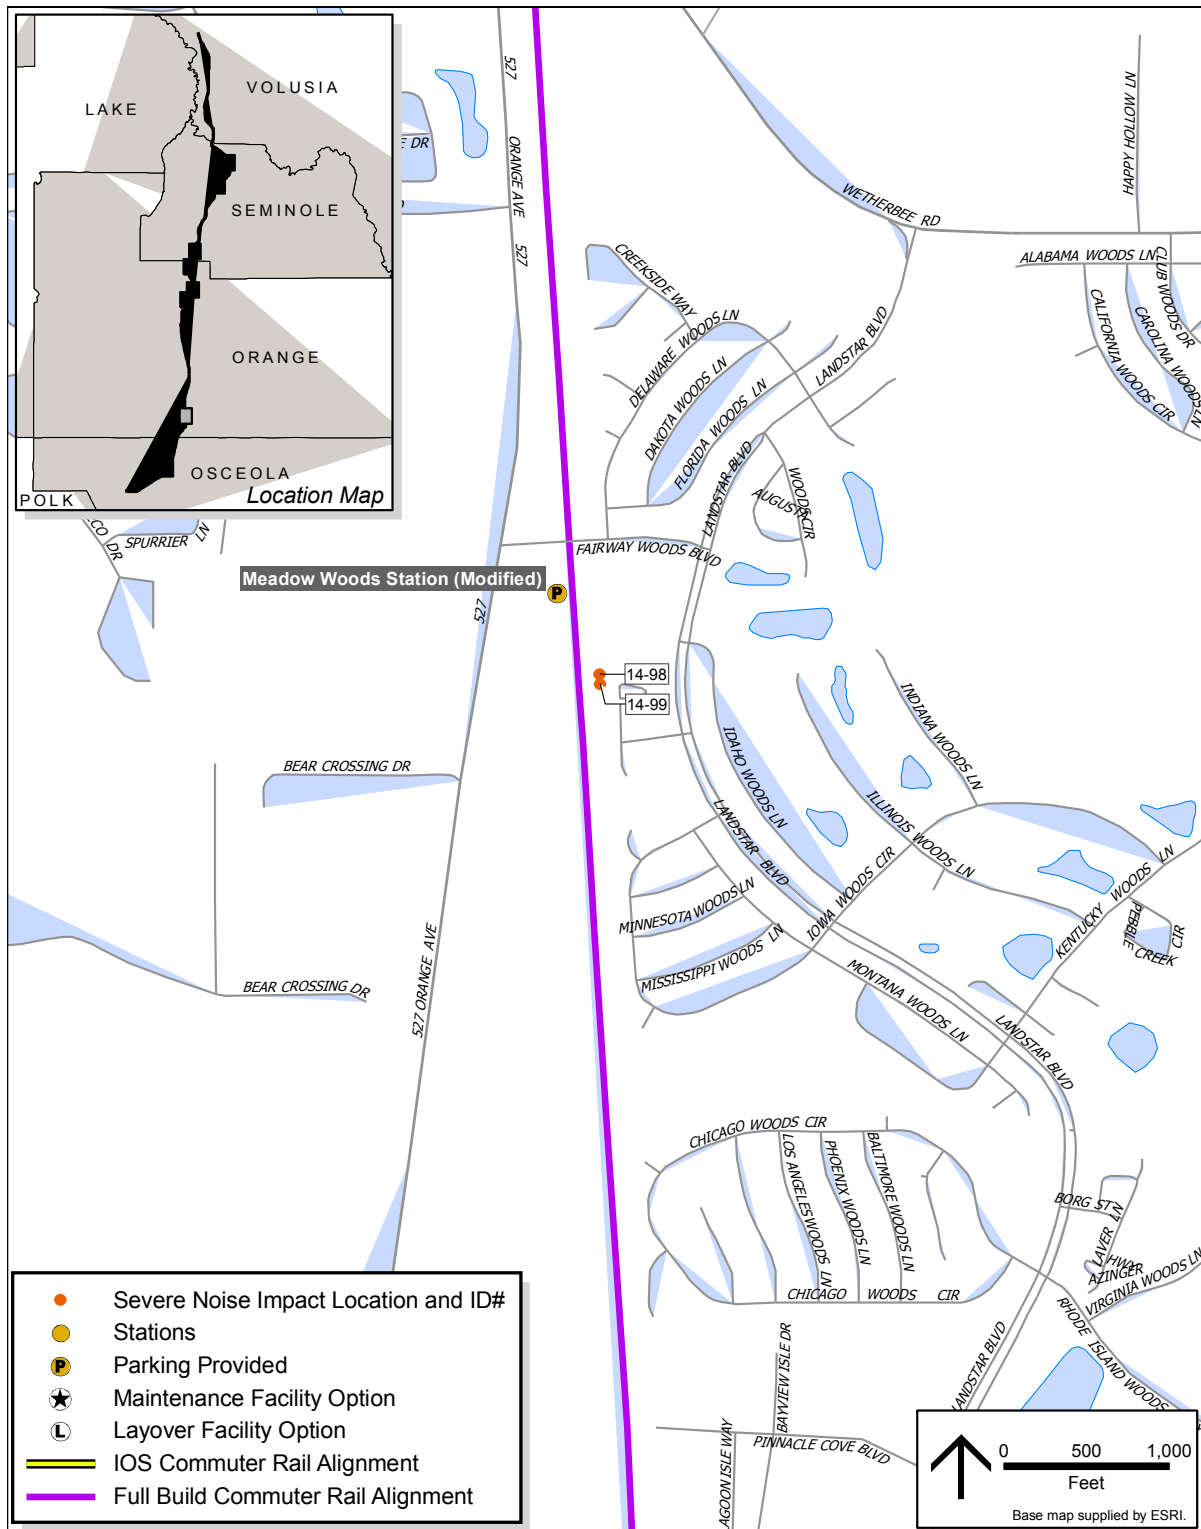 VOLUSIA
LAKE
SEMINOLE
ORANGE
OSCEOLA
POLK
Location Map
527
ORANGE AVE
527
E DR
WETHERBEE RD
HAPPY HOLLOW LN
ALABAMA WOODS LN
CLUB WOODS DR
CALIFORNIA WOODS CIR
CAROLINA WOODS LN
CREEKSIDE WAY
DELAWARE WOODS LN
DAKOTA WOODS LN
FLORIDA WOODS LN
LANDSTAR BLVD
LANDSTAR BLVD
AUGUSTA
WOODS CIR
FAIRWAY WOODS BLVD
CO DR
SPURRIER LN
Meadow Woods Station (Modified)
P
527
14-98
14-99
INDIANA WOODS LN
IDAHO WOODS LN
ILLINOIS WOODS LN
BEAR CROSSING DR
LANDSTAR BLVD
IOWA WOODS CIR
KENTUCKY WOODS LN
PEBBLE CREEK CIR
MINNESOTA WOODS LN
MISSISSIPPI WOODS LN
MONTANA WOODS LN
BEAR CROSSING DR
527 ORANGE AVE
LANDSTAR BLVD
CHICAGO WOODS CIR
LOS ANGELES WOODS LN
PHOENIX WOODS LN
BALTIMORE WOODS LN
CHICAGO WOODS CIR
BORG ST
LAVER LN
AZINGER HWY
VIRGINIA WOODS LN
RHODE ISLAND WOODS
LANDSTAR BLVD
BAYVIEW ISLE DR
AGOON ISLE WAY
PINNACLE COVE BLVD
Severe Noise Impact Location and ID#
Stations
P Parking Provided
Maintenance Facility Option
L Layover Facility Option
IOS Commuter Rail Alignment
Full Build Commuter Rail Alignment
0 500 1,000
Feet
Base map supplied by ESRI.